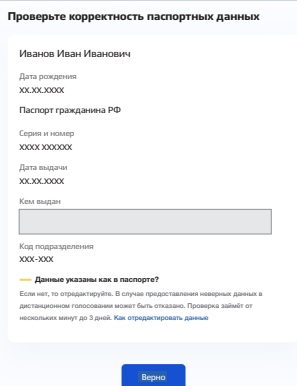 Проверьте корректность паспортных данных
Иванов Иван Иванович
Дата рождения
XX.XX.XXXX
Паспорт гражданина РФ
Серия и номер
XXXX XXXXXX
Дата выдачи
XX.XX.XXXX
Кем выдан
Код подразделения
XXX-XXX
Данные указаны как в паспорте?
Если нет, то отредактируйте. В случае предоставления неверных данных в
дистанционном голосовании может быть отказано. Проверка займёт от
нескольких минут до 3 дней. Как отредактировать данные
Верно